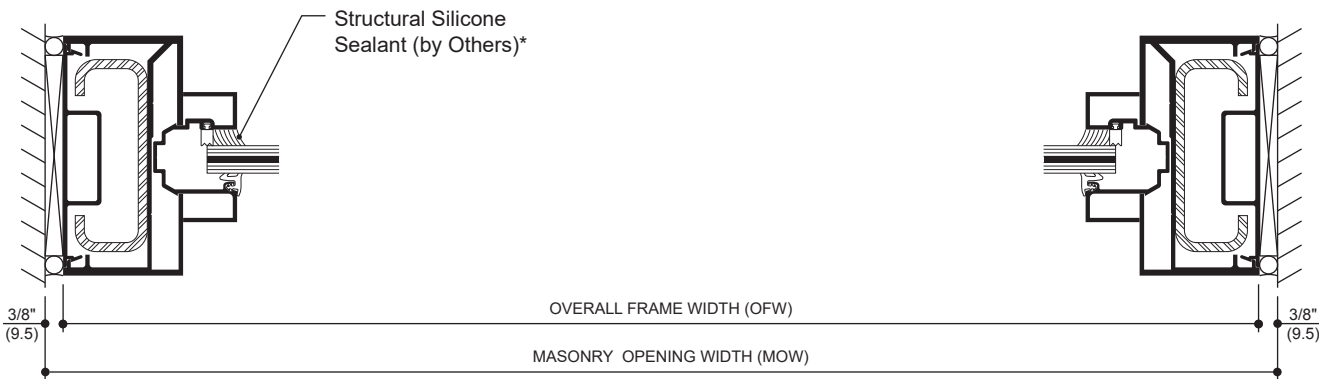 Structural Silicone
Sealant (by Others)*
3/8"
(9.5)
OVERALL FRAME WIDTH (OFW)
3/8"
(9.5)
MASONRY OPENING WIDTH (MOW)